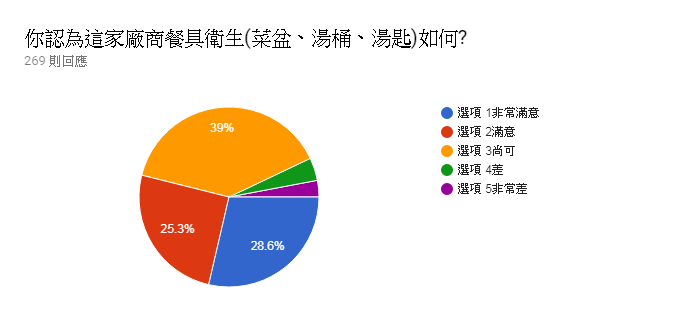 你認為這家廠商餐具衛生(菜盆、湯桶、湯匙)如何?
269 則回應
39%
25.3%
28.6%
選項 1非常滿意
選項 2滿意
選項 3尚可
選項 4差
選項 5非常差